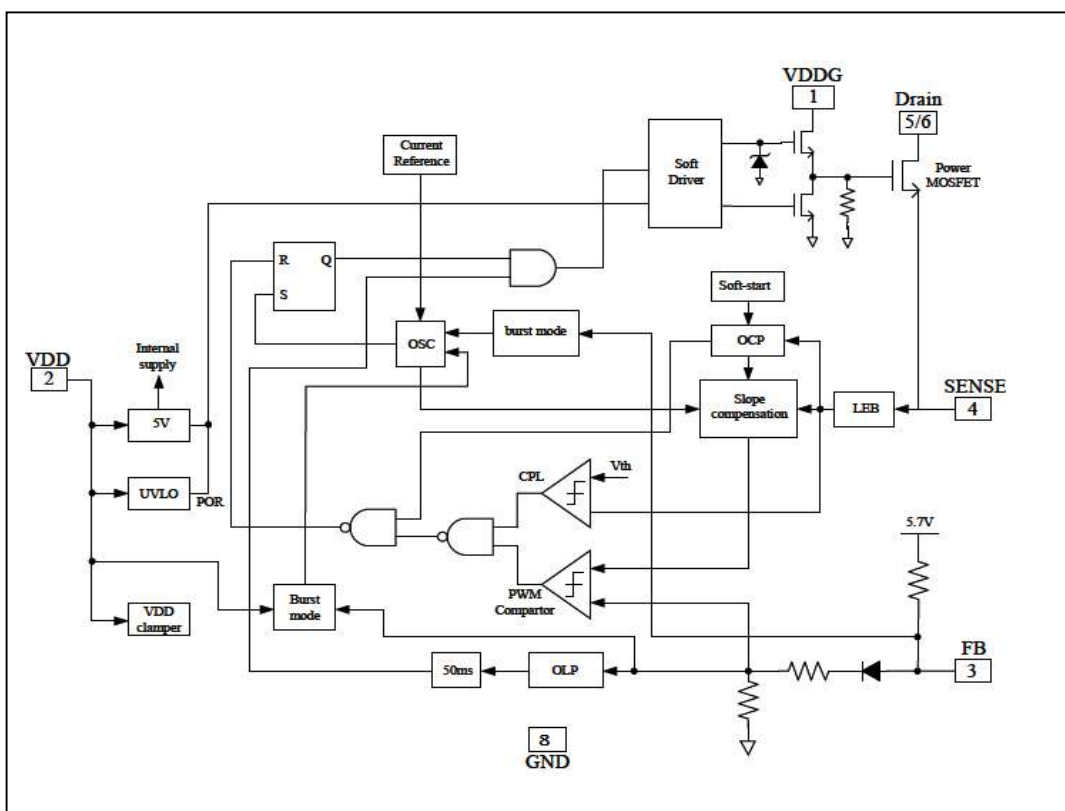 VDDG
1
Drain
5/6
Current
Reference
Soft
Driver
Power
MOSFET
R
Q
S
Soft-start
OSC
burst mode
OCP
Internal
supply
VDD
2
5V
Slope
compensation
LEB
SENSE
4
UVLO
POR
CPL
Vth
5.7V
PWM
Compartor
Burst
mode
VDD
clamper
50ms
OLP
FB
3
8
GND